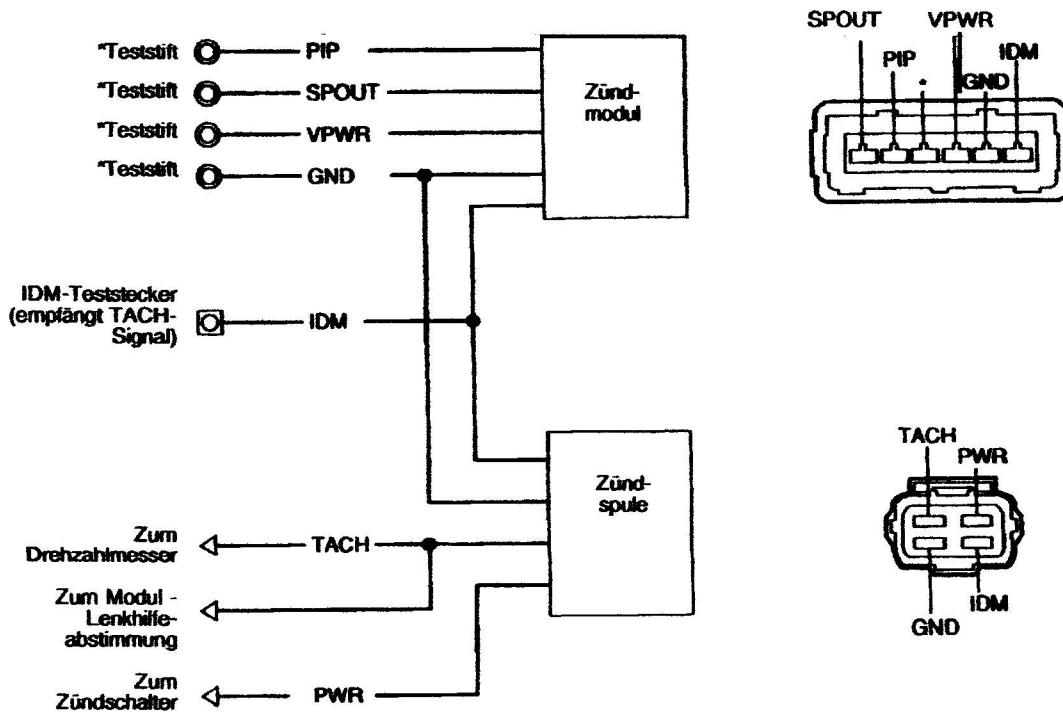 *Teststift PIP
*Teststift SPOUT
*Teststift VPWR
*Teststift GND
Zünd-
modul
IDM-Teststecker
(empfängt TACH-
Signal)
IDM
Zünd-
spule
Zum
Drehzahlmesser
TACH
Zum Modul -
Lenkhilfe-
abstimmung
Zum
Zündschalter
PWR
SPOUT VPWR
PIP * GND IDM
TACH PWR
GND IDM